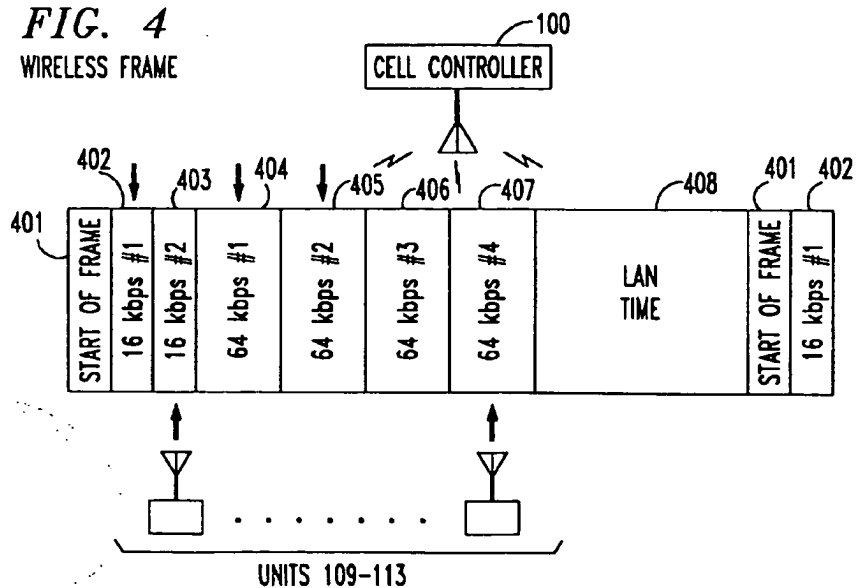 FIG. 4
WIRELESS FRAME
100
CELL CONTROLLER
402
403
404
405
406
407
408
401
402
401
START OF FRAME
16 kbps #1
16 kbps #2
64 kbps #1
64 kbps #2
64 kbps #3
64 kbps #4
LAN
TIME
START OF FRAME
16 kbps #1
UNITS 109-113